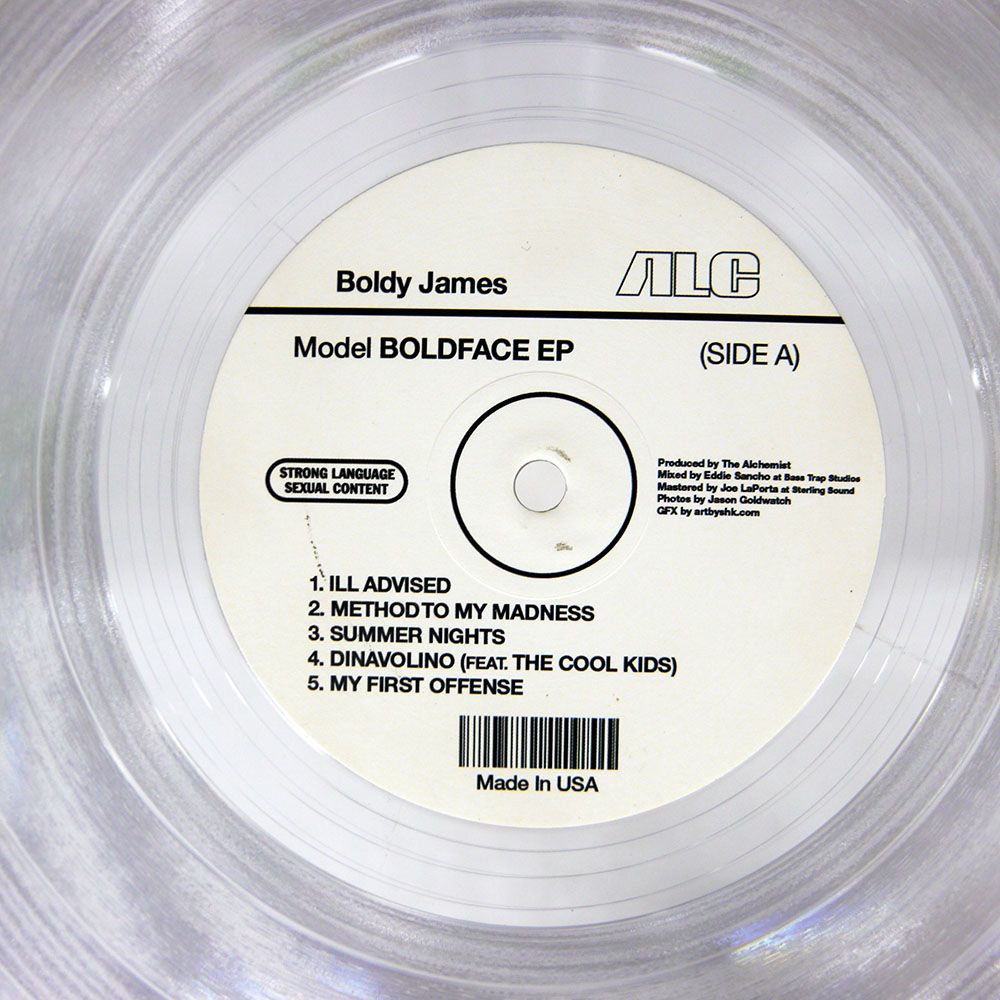 Boldy James
ALC
Model BOLDFACE EP
(SIDE A)
STRONG LANGUAGE
SEXUAL CONTENT
Produced by The Alchemist
Mixed by Eddie Sancho at Bass Trap Studios
Mastered by Joe LaPorta at Sterling Sound
Photos by Jason Goldwatch
GFX by artbyshk.com
1. ILL ADVISED
2. METHOD TO MY MADNESS
3. SUMMER NIGHTS
4. DINAVOLINO (FEAT. THE COOL KIDS)
5. MY FIRST OFFENSE
Made In USA